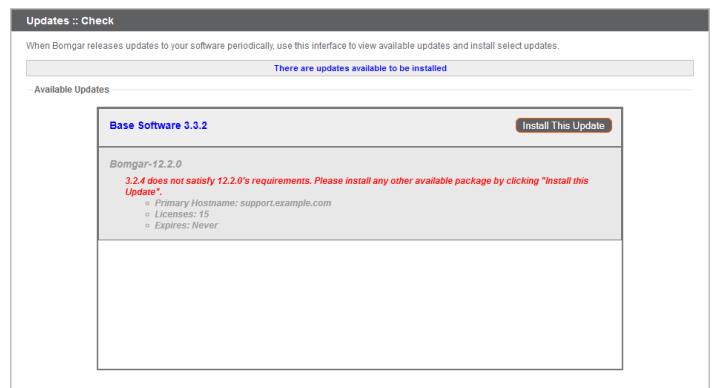 Updates :: Check
When Bomgar releases updates to your software periodically, use this interface to view available updates and install select updates.
There are updates available to be installed
Available Updates
Base Software 3.3.2
Install This Update
Bomgar-12.2.0
3.2.4 does not satisfy 12.2.0's requirements. Please install any other available package by clicking "Install this
Update".
Primary Hostname: support.example.com
Licenses: 15
Expires: Never